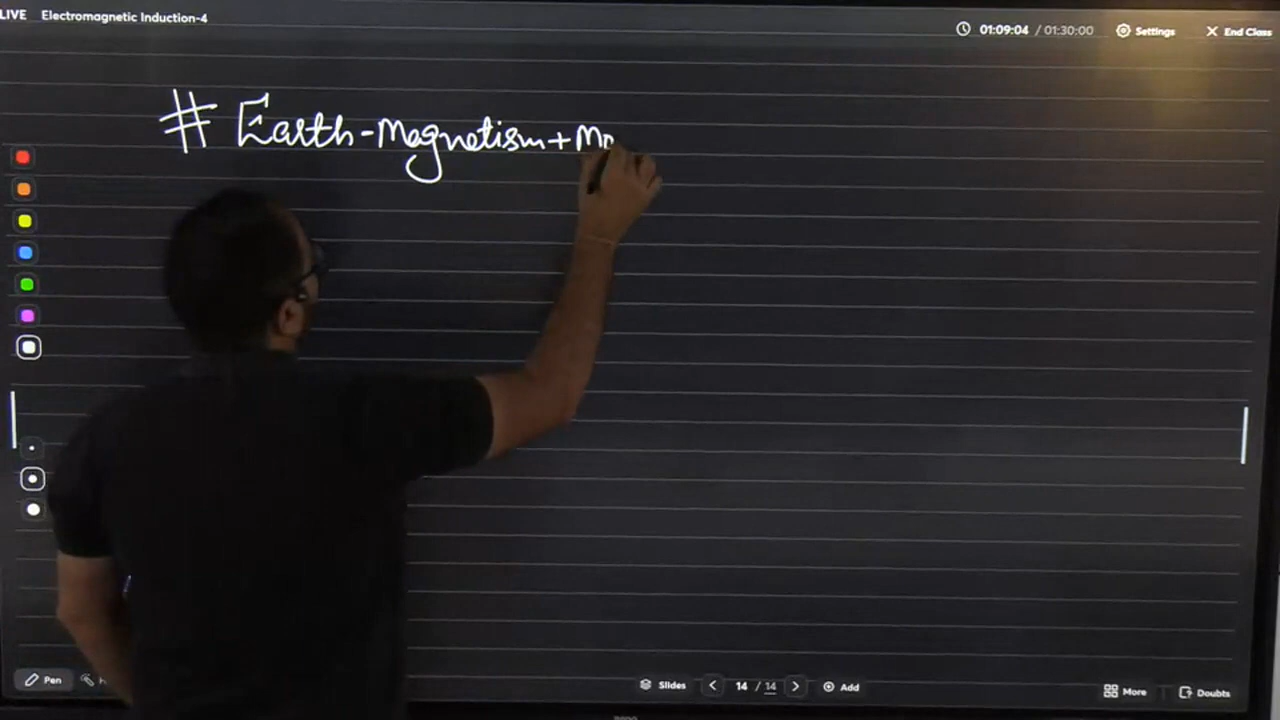 LIVE Electromagnetic Induction-4
01:09:04 / 01:30:00 Settings End Class
# Earth-Magnetism+
Pen
Slides 14 / 14 Add
More Doubts